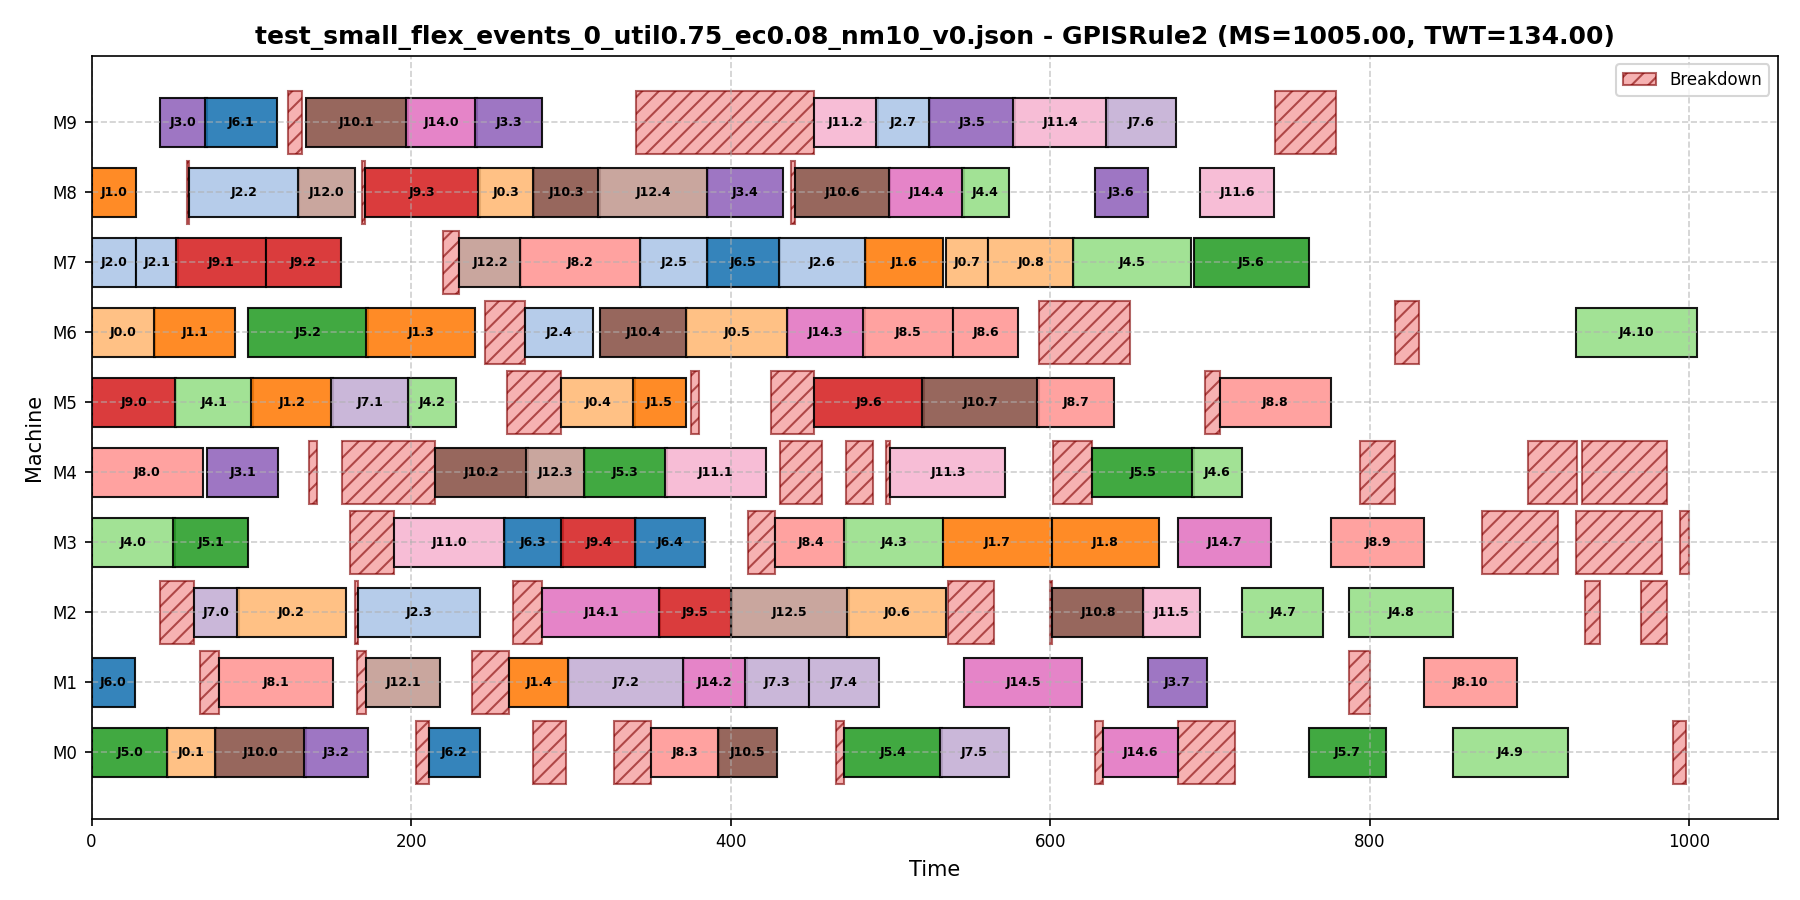 test_small_flex_events_0_util0.75_ec0.08_nm10_v0.json - GPISRule2 (MS=1005.00, TWT=134.00)
Breakdown
M9 J3.0 J6.1 J10.1 J14.0 J3.3 J11.2 J2.7 J3.5 J11.4 J7.6
M8 J1.0 J2.2 J12.0 J9.3 J0.3 J10.3 J12.4 J3.4 J10.6 J14.4 J4.4 J3.6 J11.6
M7 J2.0 J2.1 J9.1 J9.2 J12.2 J8.2 J2.5 J6.5 J2.6 J1.6 J0.7 J0.8 J4.5 J5.6
M6 J0.0 J1.1 J5.2 J1.3 J2.4 J10.4 J0.5 J14.3 J8.5 J8.6 J4.10
M5 J9.0 J4.1 J1.2 J7.1 J4.2 J0.4 J1.5 J9.6 J10.7 J8.7 J8.8
M4 J8.0 J3.1 J10.2 J12.3 J5.3 J11.1 J11.3 J5.5 J4.6
M3 J4.0 J5.1 J11.0 J6.3 J9.4 J6.4 J8.4 J4.3 J1.7 J1.8 J14.7 J8.9
M2 J7.0 J0.2 J2.3 J14.1 J9.5 J12.5 J0.6 J10.8 J11.5 J4.7 J4.8
M1 J6.0 J8.1 J12.1 J1.4 J7.2 J14.2 J7.3 J7.4 J14.5 J3.7 J8.10
M0 J5.0 J0.1 J10.0 J3.2 J6.2 J8.3 J10.5 J5.4 J7.5 J14.6 J5.7 J4.9
Machine
0 200 400 600 800 1000
Time